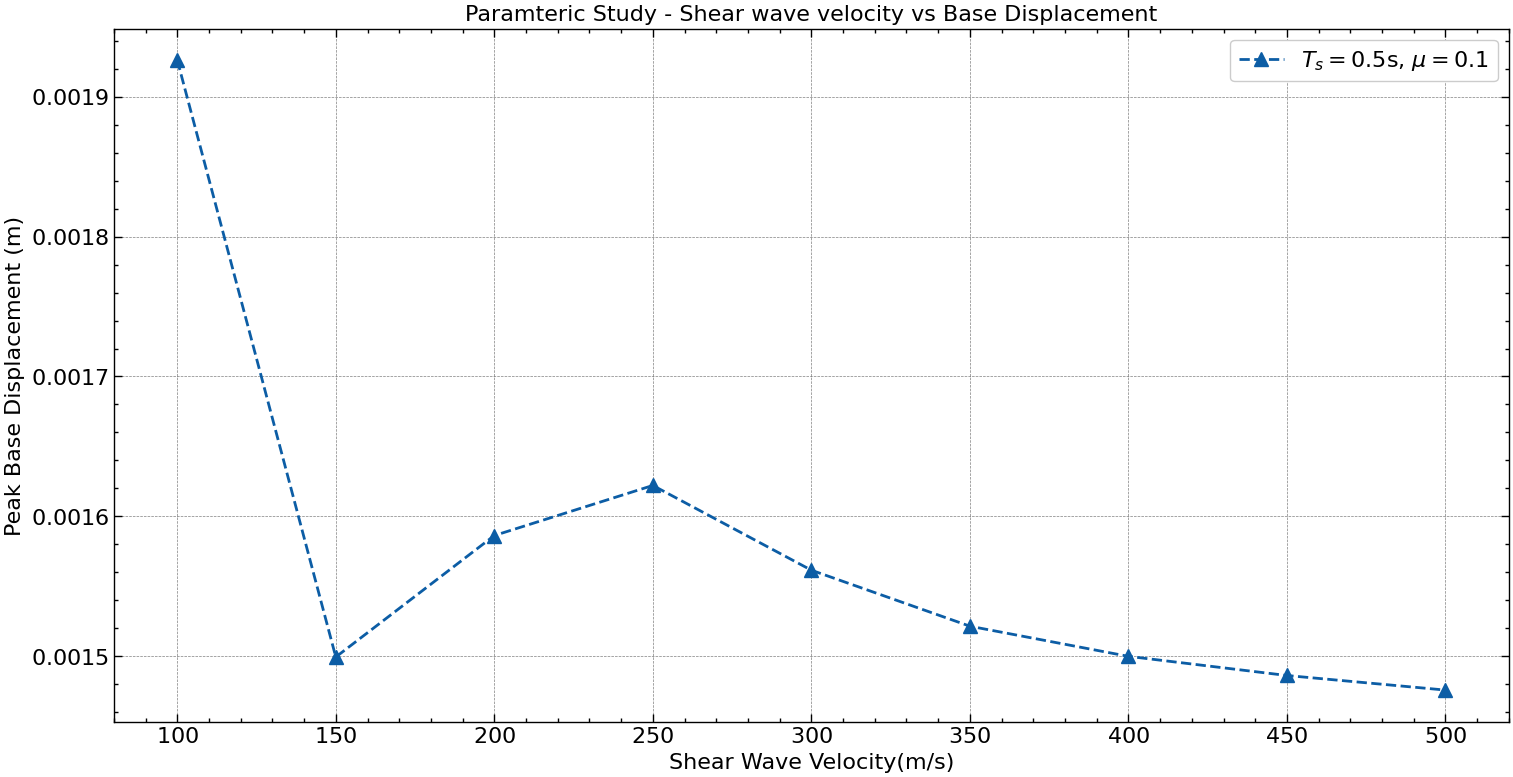 Paramteric Study - Shear wave velocity vs Base Displacement
T_s = 0.5s, μ = 0.1
Peak Base Displacement (m)
0.0019
0.0018
0.0017
0.0016
0.0015
100 150 200 250 300 350 400 450 500
Shear Wave Velocity(m/s)